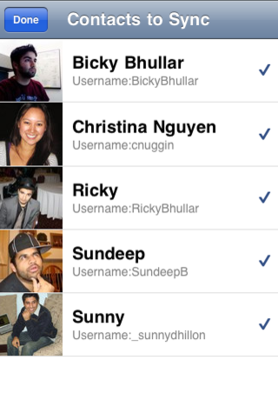 Done
Contacts to Sync
Bicky Bhullar
Username:BickyBhullar
Christina Nguyen
Username:cnuggin
Ricky
Username:RickyBhullar
Sundeep
Username:SundeepB
Sunny
Username:_sunnydhillon